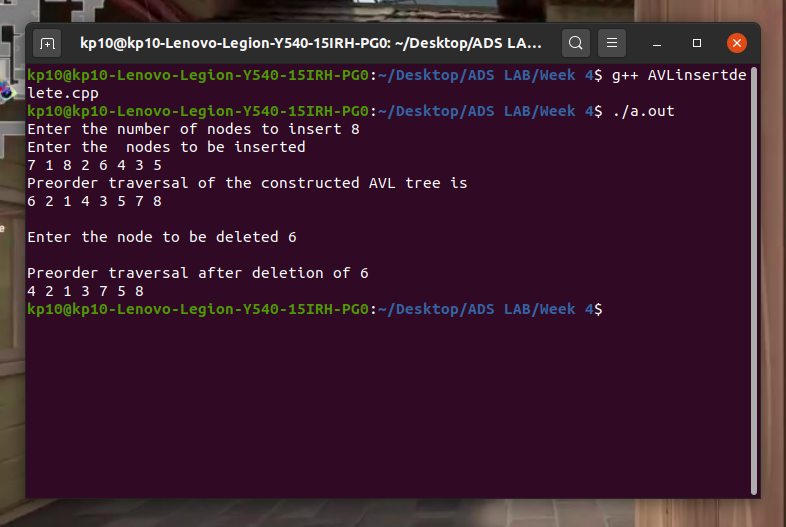 kp10@kp10-Lenovo-Legion-Y540-15IRH-PG0: ~/Desktop/ADS LA...
kp10@kp10-Lenovo-Legion-Y540-15IRH-PG0:~/Desktop/ADS LAB/Week 4$ g++ AVLinsertde
lete.cpp
kp10@kp10-Lenovo-Legion-Y540-15IRH-PG0:~/Desktop/ADS LAB/Week 4$ ./a.out
Enter the number of nodes to insert 8
Enter the  nodes to be inserted
7 1 8 2 6 4 3 5
Preorder traversal of the constructed AVL tree is
6 2 1 4 3 5 7 8
Enter the node to be deleted 6
Preorder traversal after deletion of 6
4 2 1 3 7 5 8
kp10@kp10-Lenovo-Legion-Y540-15IRH-PG0:~/Desktop/ADS LAB/Week 4$